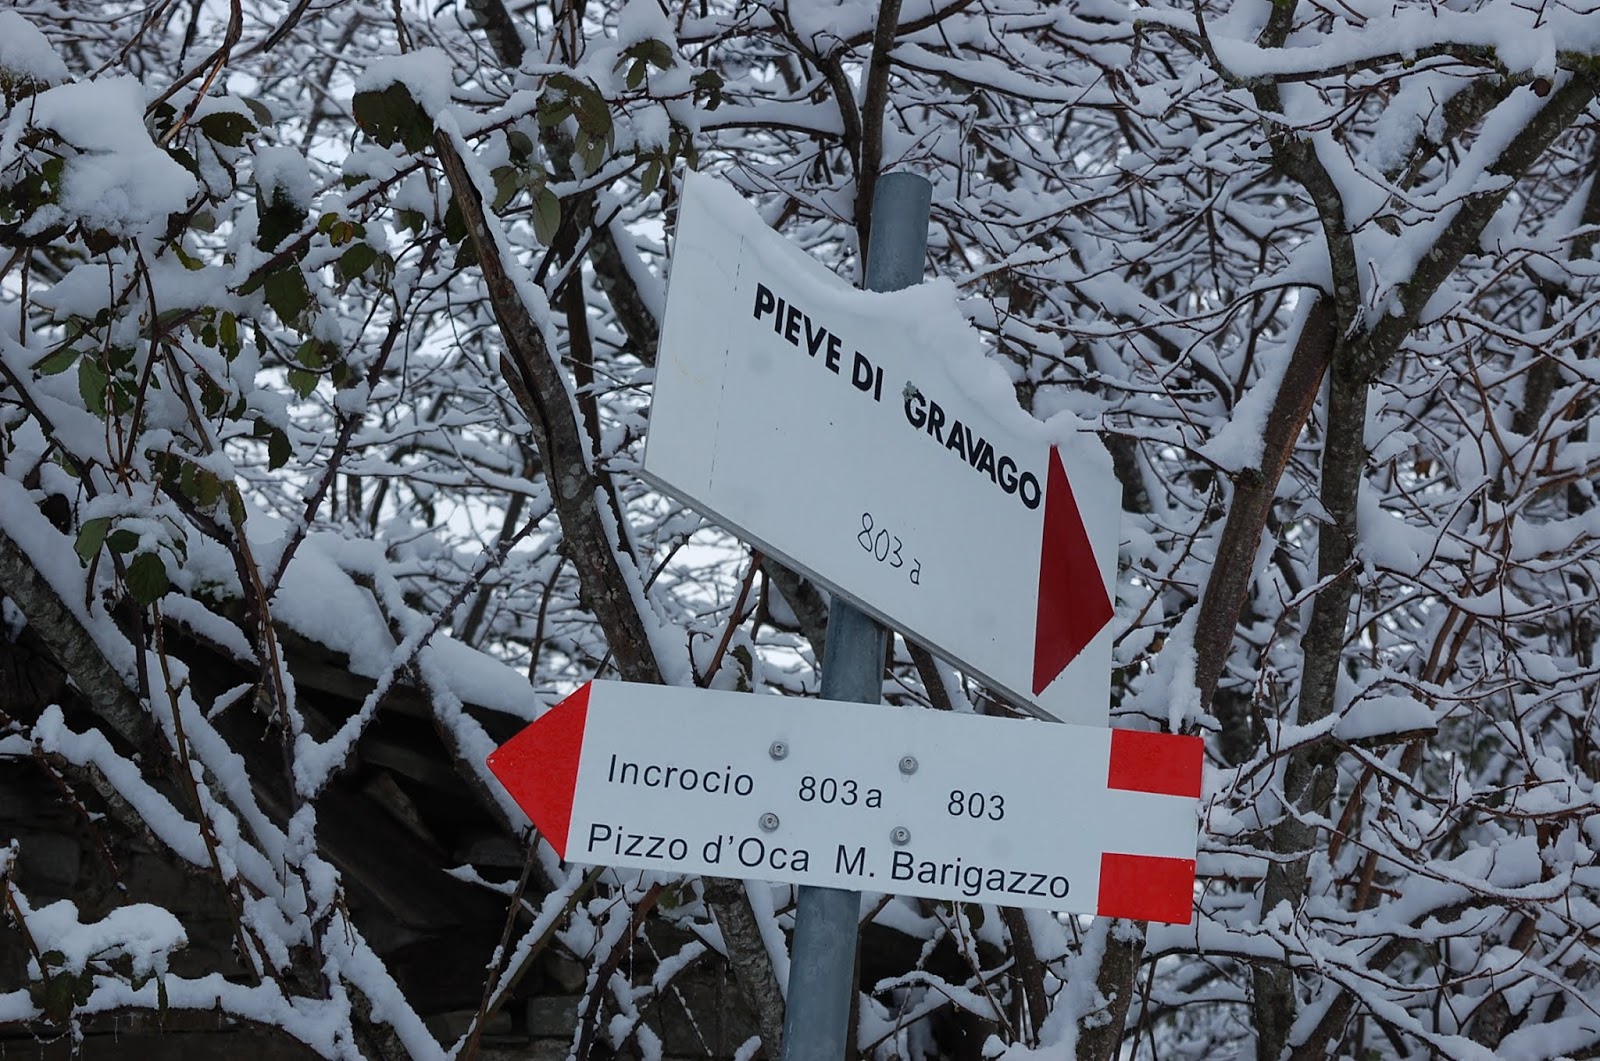 PIEVE DI GRAVAGO
803a
Incrocio 803a 803
Pizzo d'Oca M. Barigazzo